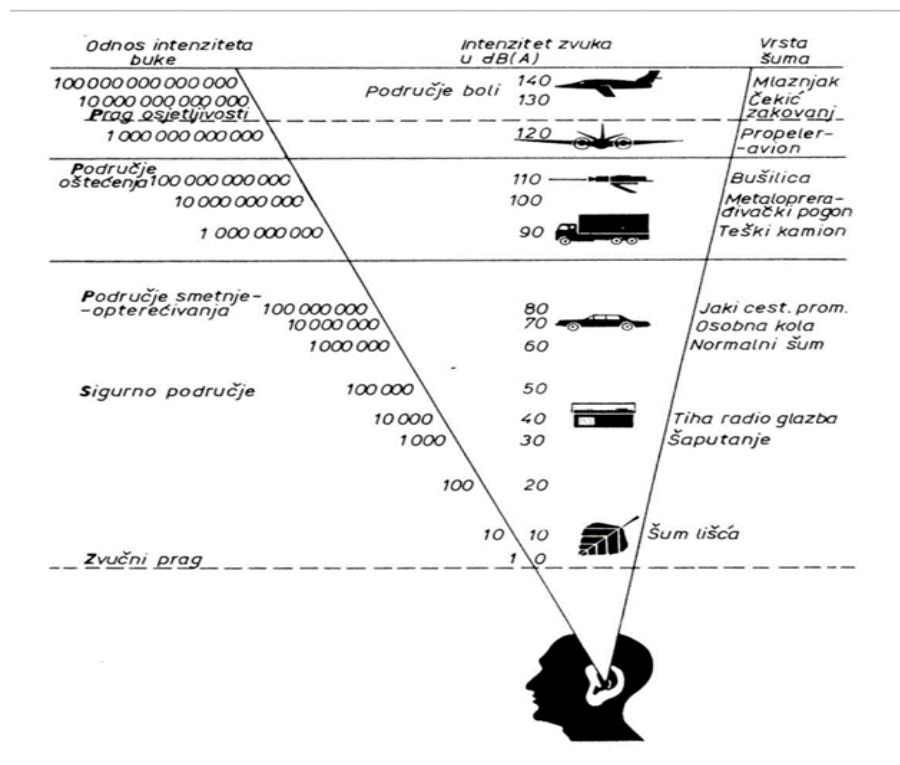 Odnos intenziteta
buke
Intenzitet zvuka
u dB(A)
Vrsta
šuma
100 000 000 000 000
Područje boli
140
Mlaznjak
10 000 000 000 000
130
Čekić
zakovanj
Prag osjetljivosti
1 000 000 000 000
120
Propeler-
-avion
Područje
oštećenja 100 000 000 000
110
Bušilica
10 000 000 000
100
Metaloprera-
đivački pogon
1 000 000 000
90
Teški kamion
Područje smetnje-
-opterećivanja
100 000 000
80
Jaki cest. prom.
10 000 000
70
Osobna kola
1 000 000
60
Normalni šum
Sigurno područje
100 000
50
10 000
40
Tiha radio glazba
1 000
30
Šaputanje
100
20
10
10
Šum lišća
Zvučni prag
1
0